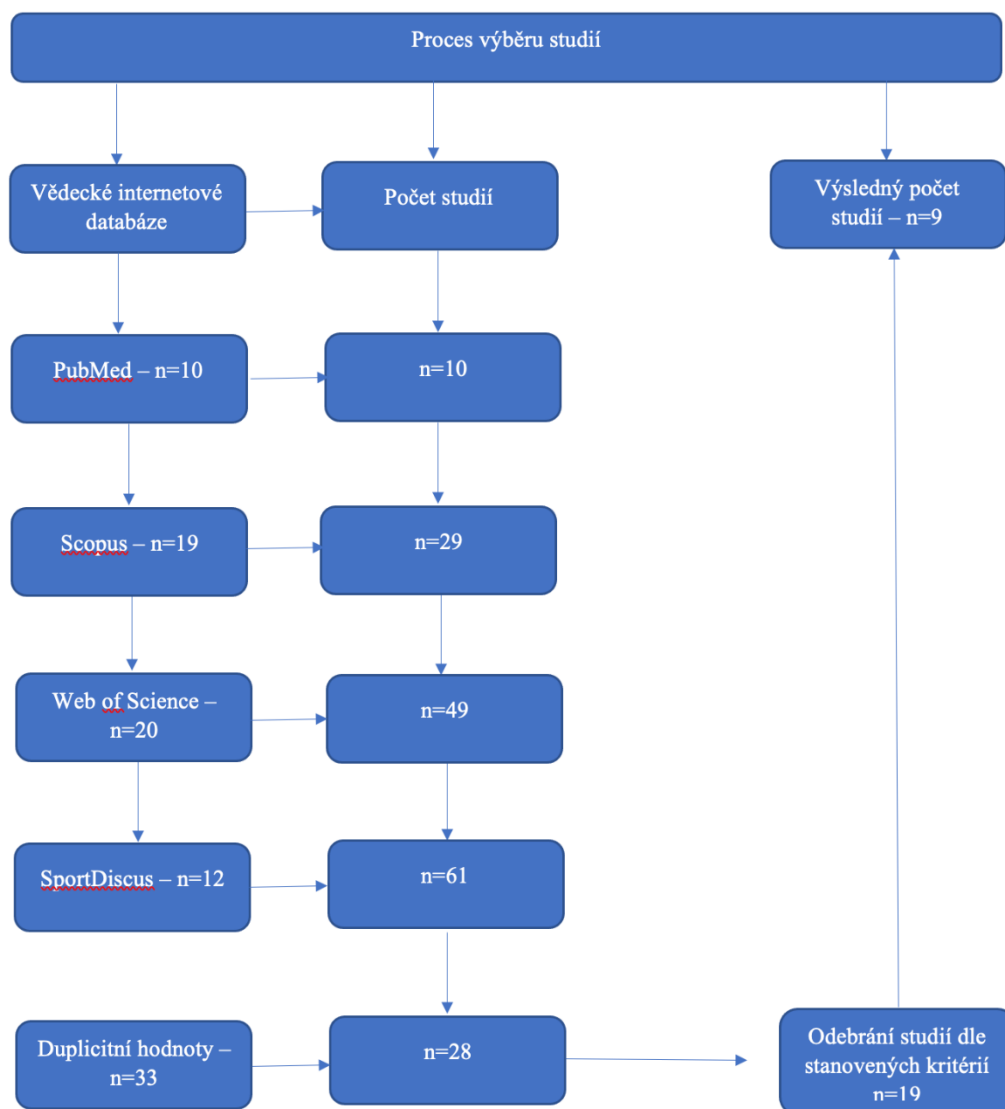 Proces výběru studií
Vědecké internetové
databáze
Počet studií
Výsledný počet
studií – n=9
PubMed – n=10
n=10
Scopus – n=19
n=29
Web of Science –
n=20
n=49
SportDiscus – n=12
n=61
Duplicitní hodnoty –
n=33
n=28
Odebrání studií dle
stanovených kritérií
n=19